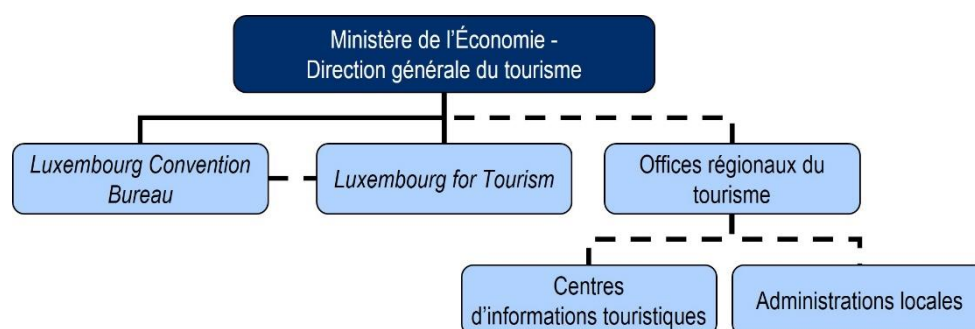 Ministère de l'Économie -
Direction générale du tourisme
Luxembourg Convention
Bureau
Luxembourg for Tourism
Offices régionaux du
tourisme
Centres
d'informations touristiques
Administrations locales